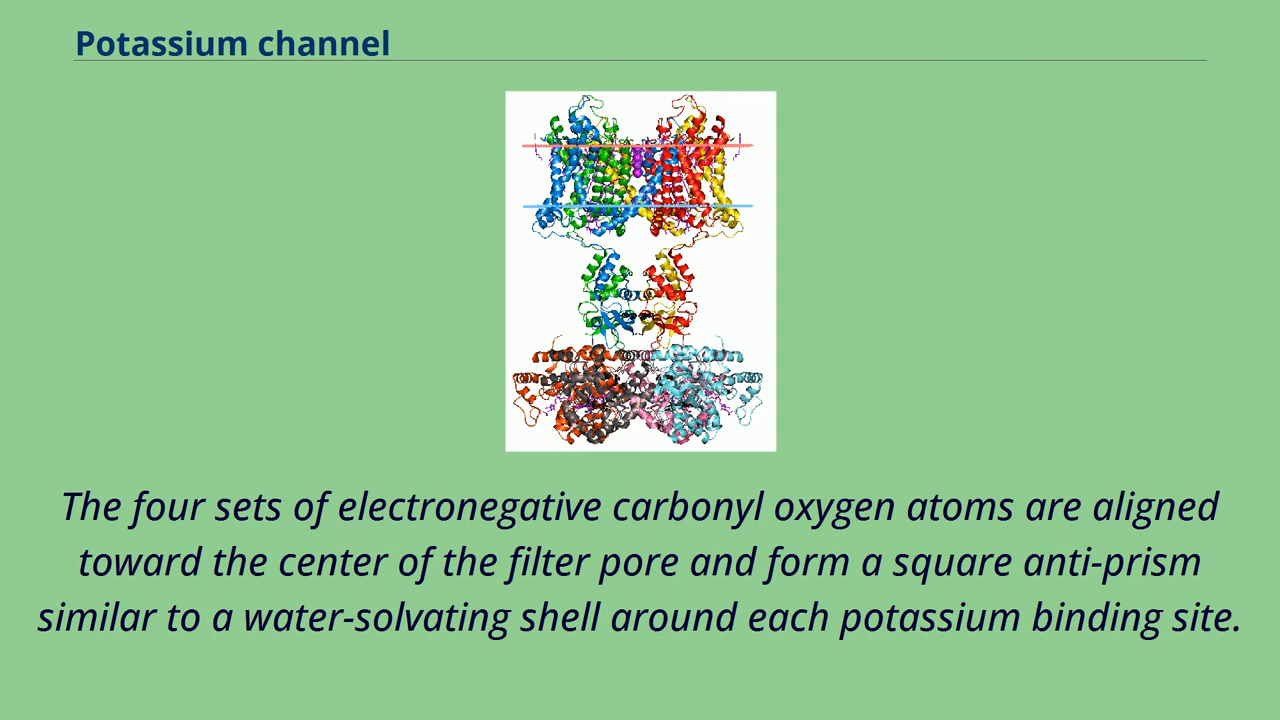 Potassium channel
The four sets of electronegative carbonyl oxygen atoms are aligned
toward the center of the filter pore and form a square anti-prism
similar to a water-solvating shell around each potassium binding site.